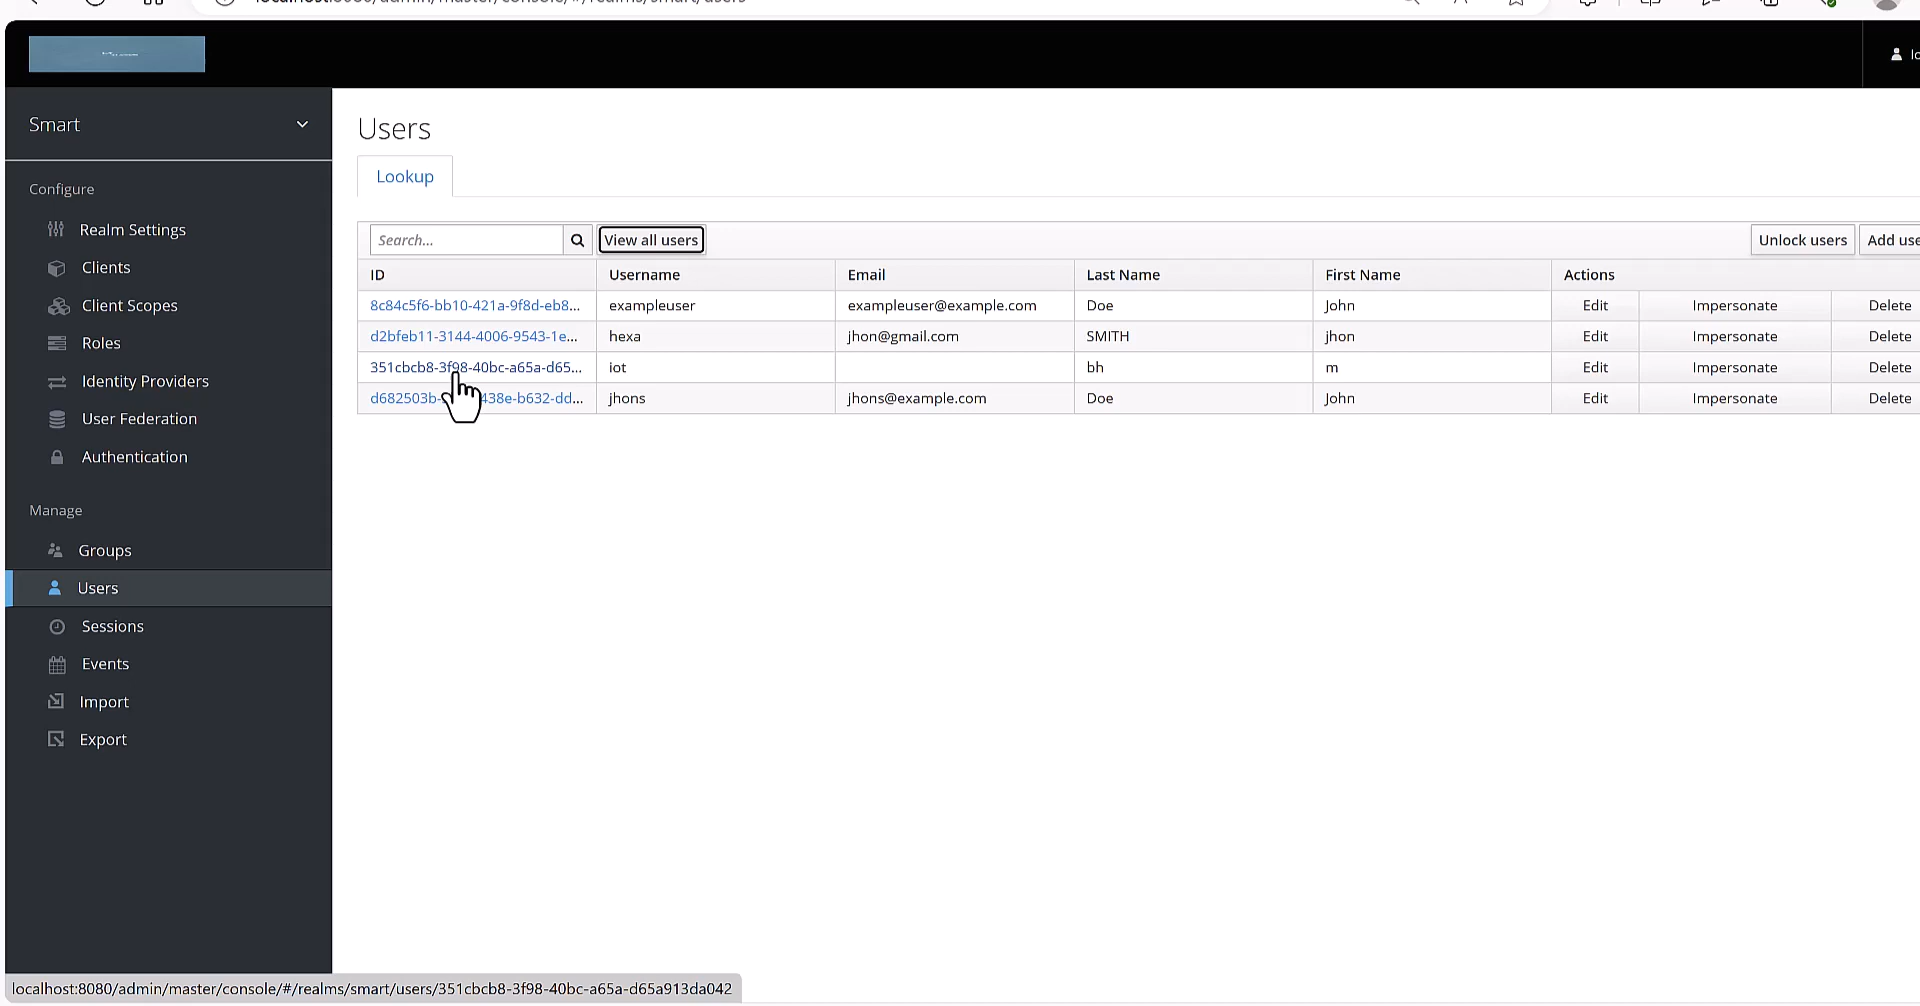 Smart
Configure
Realm Settings
Clients
Client Scopes
Roles
Identity Providers
User Federation
Authentication
Manage
Groups
Users
Sessions
Events
Import
Export
Users
Lookup
Search...
View all users
Unlock users
Add use
ID Username Email Last Name First Name Actions
8c84c5f6-bb10-421a-9f8d-eb8... exampleuser exampleuser@example.com Doe John Edit Impersonate Delete
d2bfeb11-3144-4006-9543-1e... hexa jhon@gmail.com SMITH jhon Edit Impersonate Delete
351cbcb8-3f98-40bc-a65a-d65... iot bh m Edit Impersonate Delete
d682503b- 438e-b632-dd... jhons jhons@example.com Doe John Edit Impersonate Delete
localhost:8080/admin/master/console/#/realms/smart/users/351cbcb8-3f98-40bc-a65a-d65a913da042